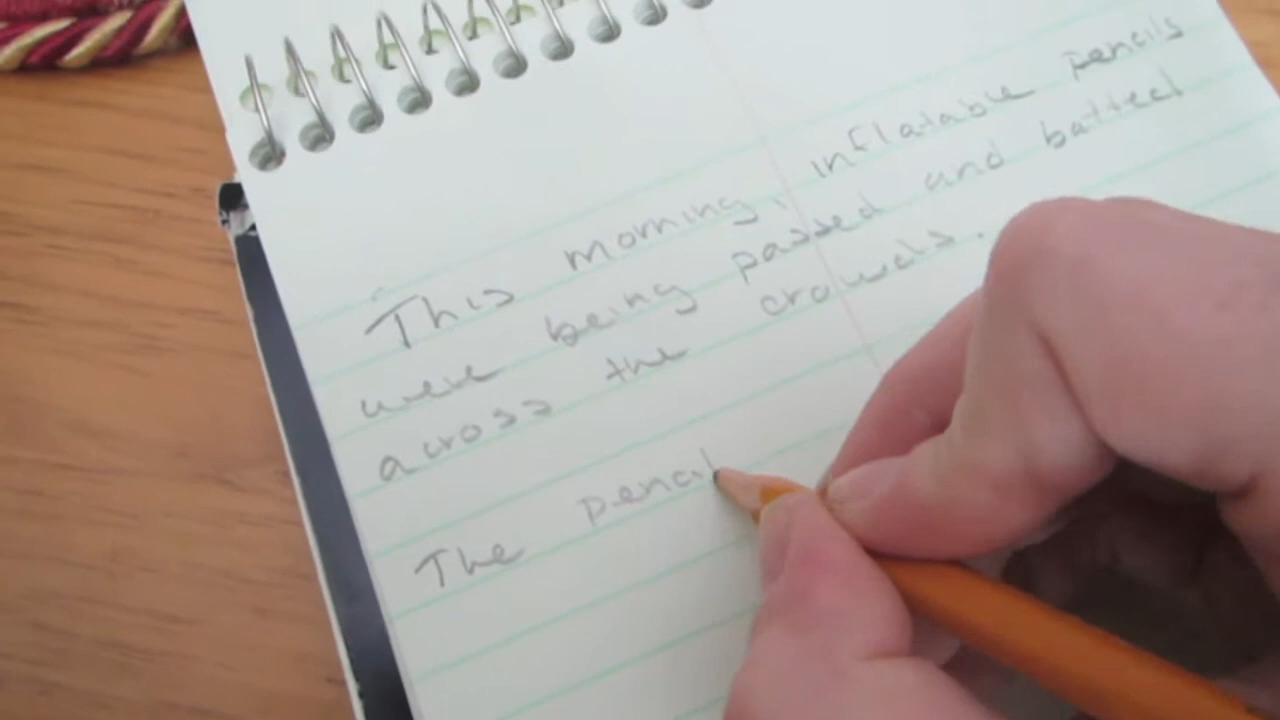 This morning, inflatable pencils
were being passed and batted
across the crowds.
The pencil